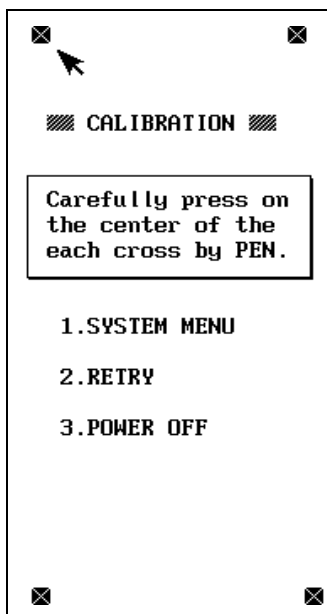 CALIBRATION
Carefully press on
the center of the
each cross by PEN.
1.SYSTEM MENU
2.RETRY
3.POWER OFF